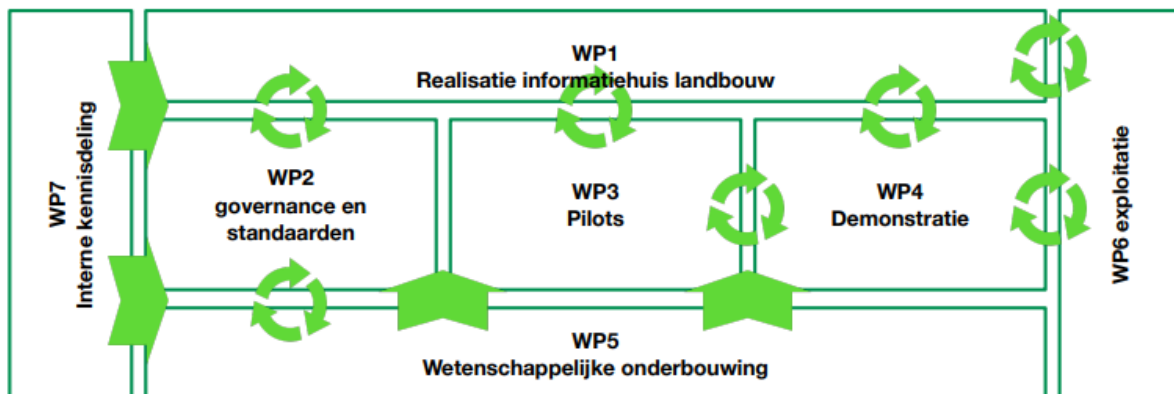 WP7
Interne kennisdeling
WP1
Realisatie informatiehuis landbouw
WP2
governance en
standaarden
WP3
Pilots
WP4
Demonstratie
WP5
Wetenschappelijke onderbouwing
WP6 exploitatie